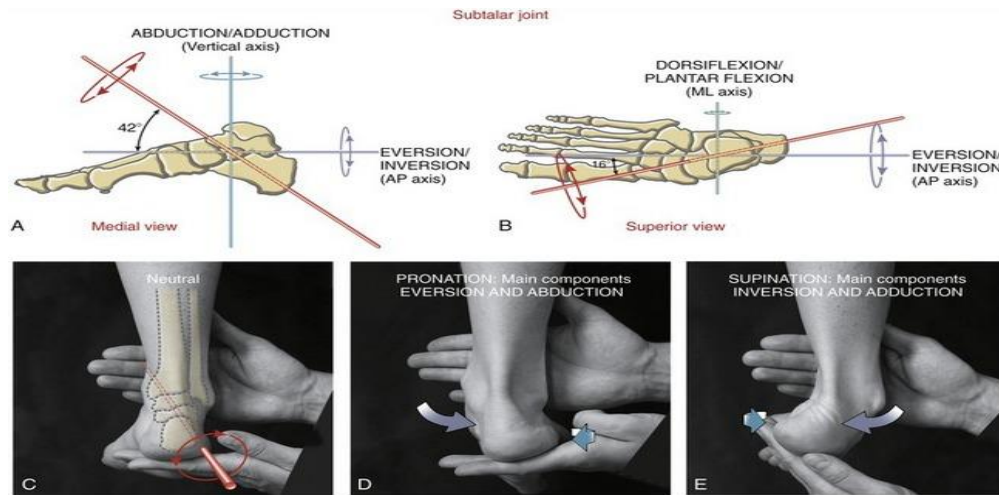 Subtalar joint
ABDUCTION/ADDUCTION
(Vertical axis)
42°
EVERSION/
INVERSION
(AP axis)
A
Medial view
DORSIFLEXION/
PLANTAR FLEXION
(ML axis)
16°
EVERSION/
INVERSION
(AP axis)
B
Superior view
Neutral
C
PRONATION: Main components
EVERSION AND ABDUCTION
D
SUPINATION: Main components
INVERSION AND ADDUCTION
E